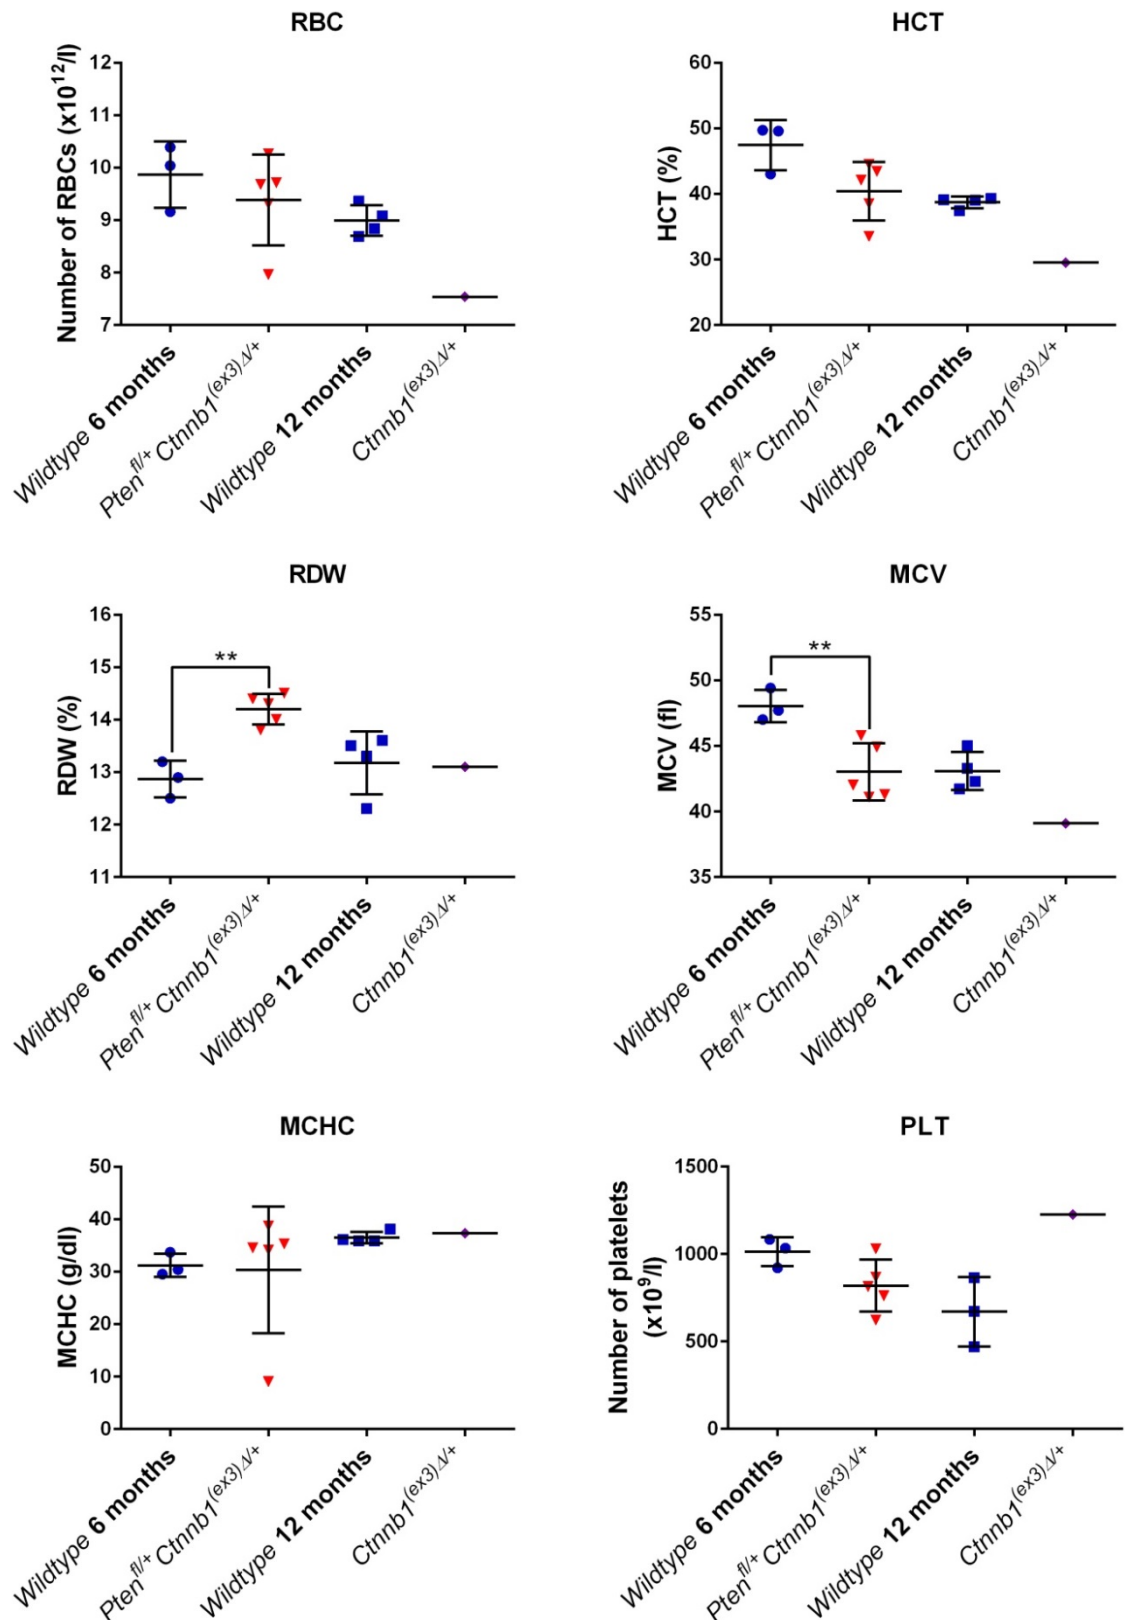 RBC
Number of RBCs (x10^12/l)
12
11
10
9
8
7
Wildtype 6 months
Pten^fl/+ Ctnnb1^(ex3)Δ/+
Wildtype 12 months
Ctnnb1^(ex3)Δ/+
HCT
HCT (%)
60
50
40
30
20
Wildtype 6 months
Pten^fl/+ Ctnnb1^(ex3)Δ/+
Wildtype 12 months
Ctnnb1^(ex3)Δ/+
RDW
RDW (%)
16
15
14
13
12
11
**
Wildtype 6 months
Pten^fl/+ Ctnnb1^(ex3)Δ/+
Wildtype 12 months
Ctnnb1^(ex3)Δ/+
MCV
MCV (fl)
55
50
45
40
35
**
Wildtype 6 months
Pten^fl/+ Ctnnb1^(ex3)Δ/+
Wildtype 12 months
Ctnnb1^(ex3)Δ/+
MCHC
MCHC (g/dl)
50
40
30
20
10
0
Wildtype 6 months
Pten^fl/+ Ctnnb1^(ex3)Δ/+
Wildtype 12 months
Ctnnb1^(ex3)Δ/+
PLT
Number of platelets
(x10^9/l)
1500
1000
500
0
Wildtype 6 months
Pten^fl/+ Ctnnb1^(ex3)Δ/+
Wildtype 12 months
Ctnnb1^(ex3)Δ/+